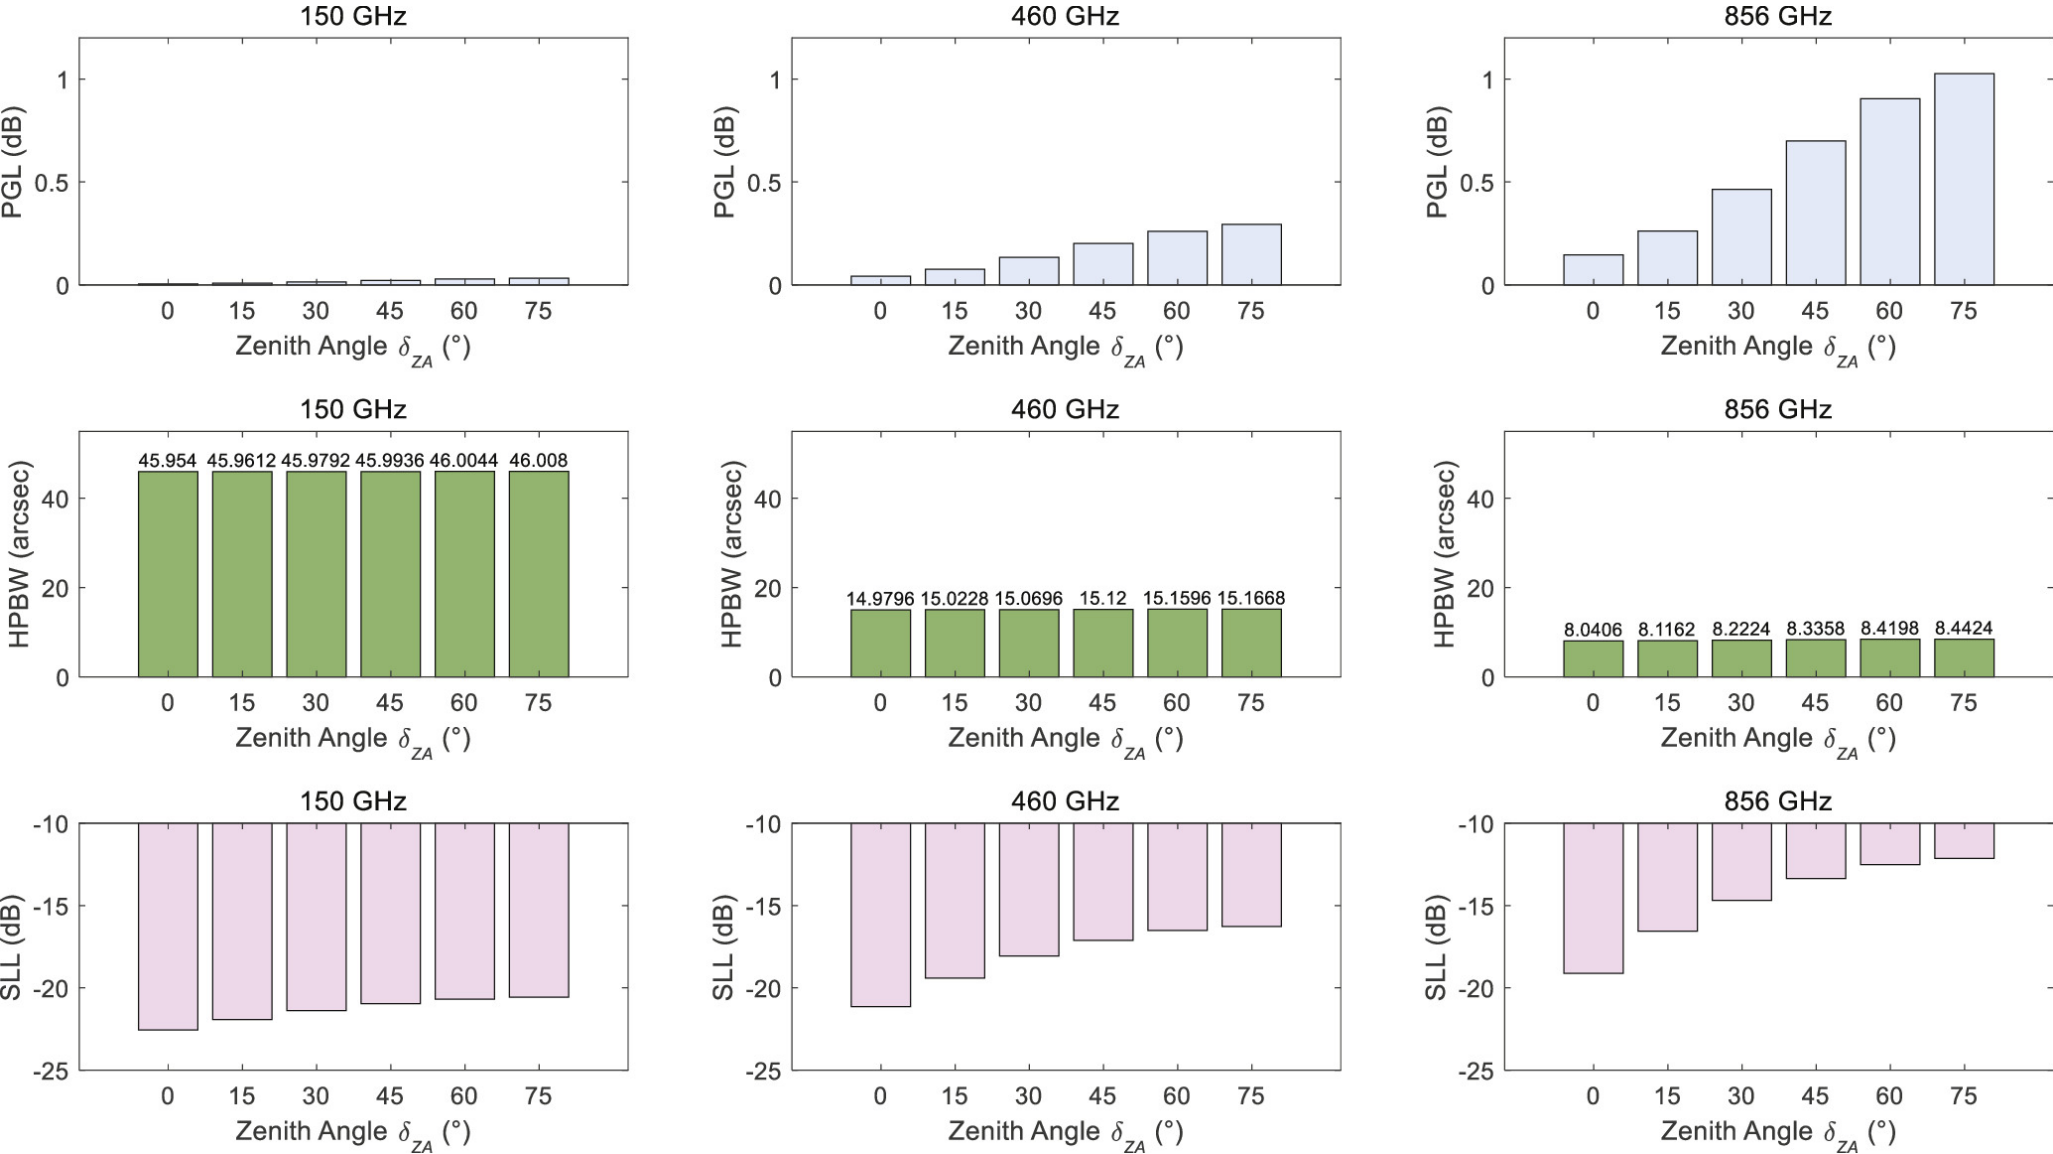 150 GHz
PGL (dB)
1
0.5
0
0 15 30 45 60 75
Zenith Angle δZA (°)
460 GHz
PGL (dB)
1
0.5
0
0 15 30 45 60 75
Zenith Angle δZA (°)
856 GHz
PGL (dB)
1
0.5
0
0 15 30 45 60 75
Zenith Angle δZA (°)
150 GHz
HPBW (arcsec)
40
20
0
45.954 45.9612 45.9792 45.9936 46.0044 46.008
0 15 30 45 60 75
Zenith Angle δZA (°)
460 GHz
HPBW (arcsec)
40
20
0
14.9796 15.0228 15.0696 15.12 15.1596 15.1668
0 15 30 45 60 75
Zenith Angle δZA (°)
856 GHz
HPBW (arcsec)
40
20
0
8.0406 8.1162 8.2224 8.3358 8.4198 8.4424
0 15 30 45 60 75
Zenith Angle δZA (°)
150 GHz
SLL (dB)
-10
-15
-20
-25
0 15 30 45 60 75
Zenith Angle δZA (°)
460 GHz
SLL (dB)
-10
-15
-20
-25
0 15 30 45 60 75
Zenith Angle δZA (°)
856 GHz
SLL (dB)
-10
-15
-20
-25
0 15 30 45 60 75
Zenith Angle δZA (°)